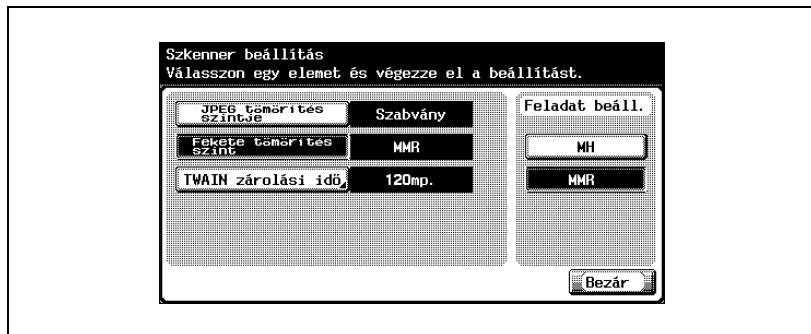 Szkenner beállítás
Válasszon egy elemet és végezze el a beállítást.
JPEG tömörítés
szintje
Szabvány
Fekete tömörítés
szint
MMR
TWAIN zárolási idő
120mp.
Feladat beáll.
MH
MMR
Bezár